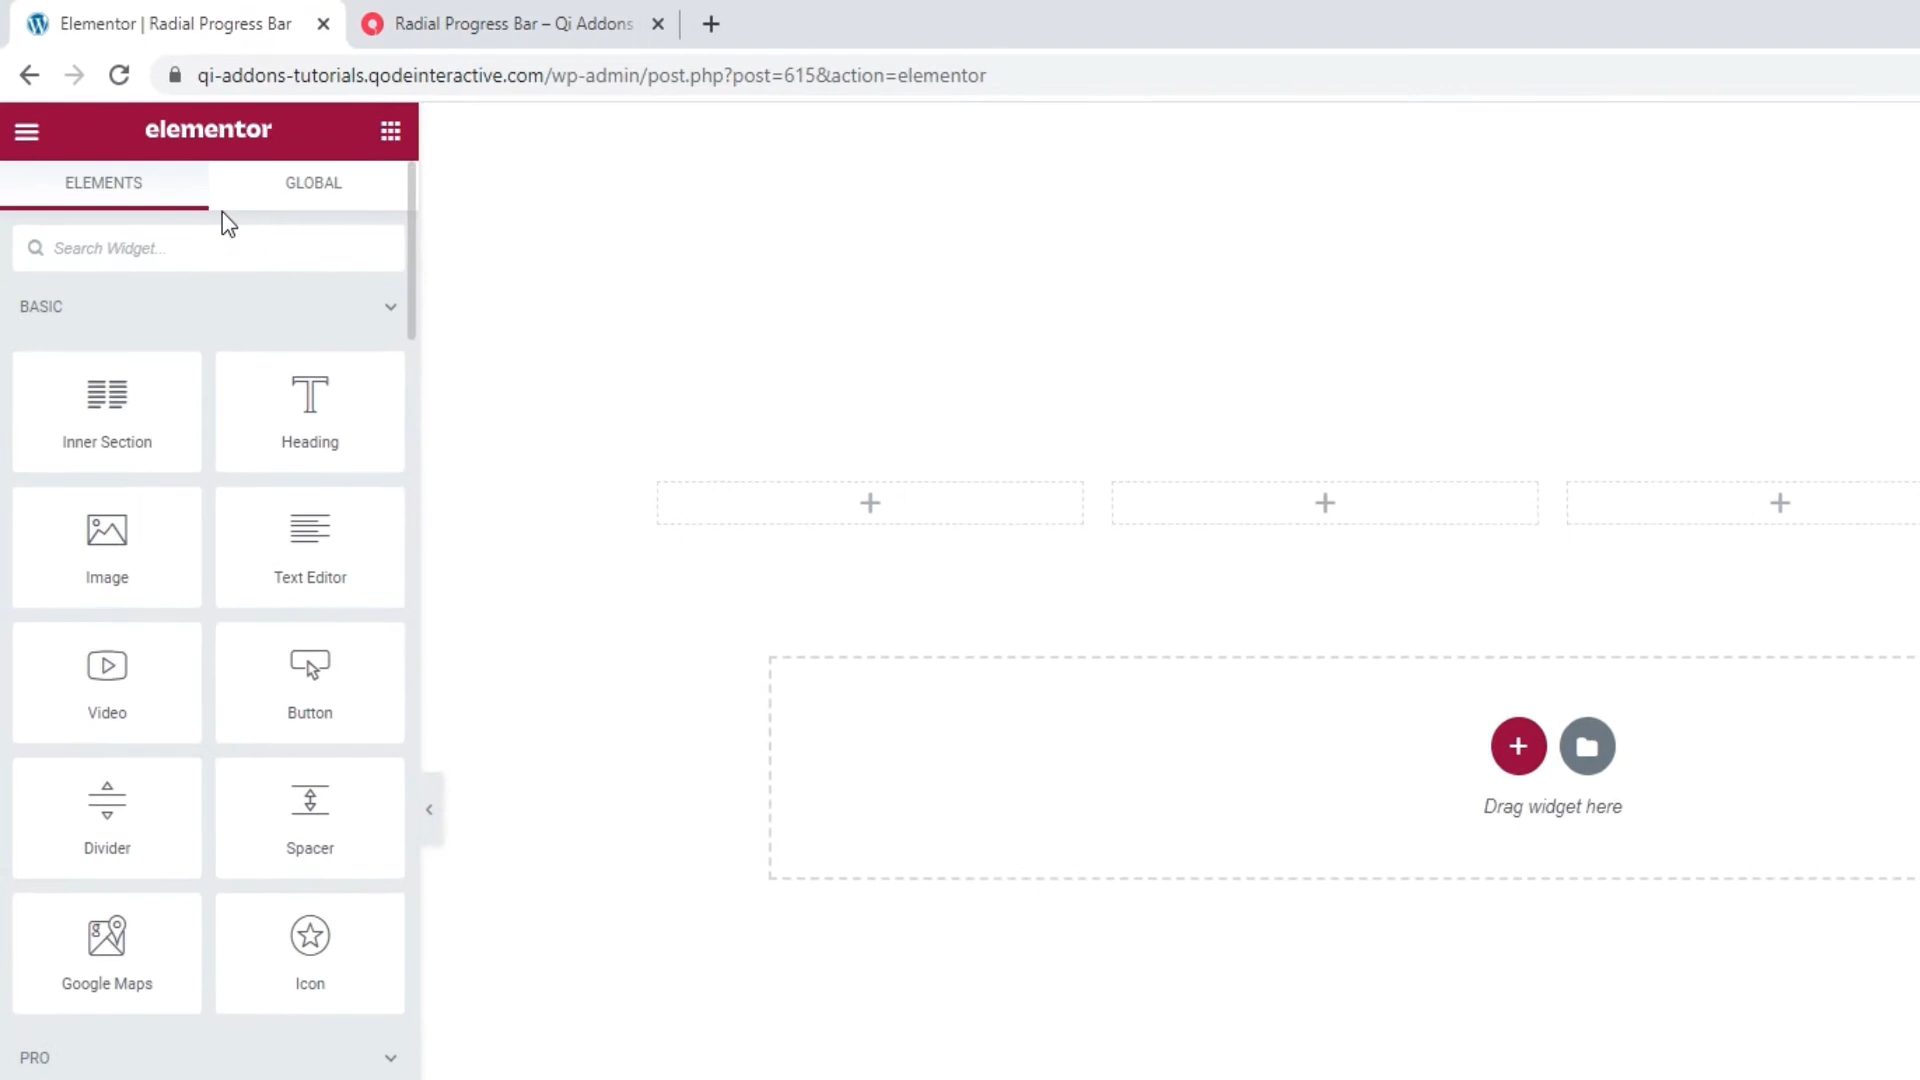 Elementor | Radial Progress Bar
Radial Progress Bar – Qi Addons
qi-addons-tutorials.qodeinteractive.com/wp-admin/post.php?post=615&action=elementor
elementor
ELEMENTS
GLOBAL
Search Widget...
BASIC
Inner Section
Heading
Image
Text Editor
Video
Button
Divider
Spacer
Google Maps
Icon
PRO
Drag widget here